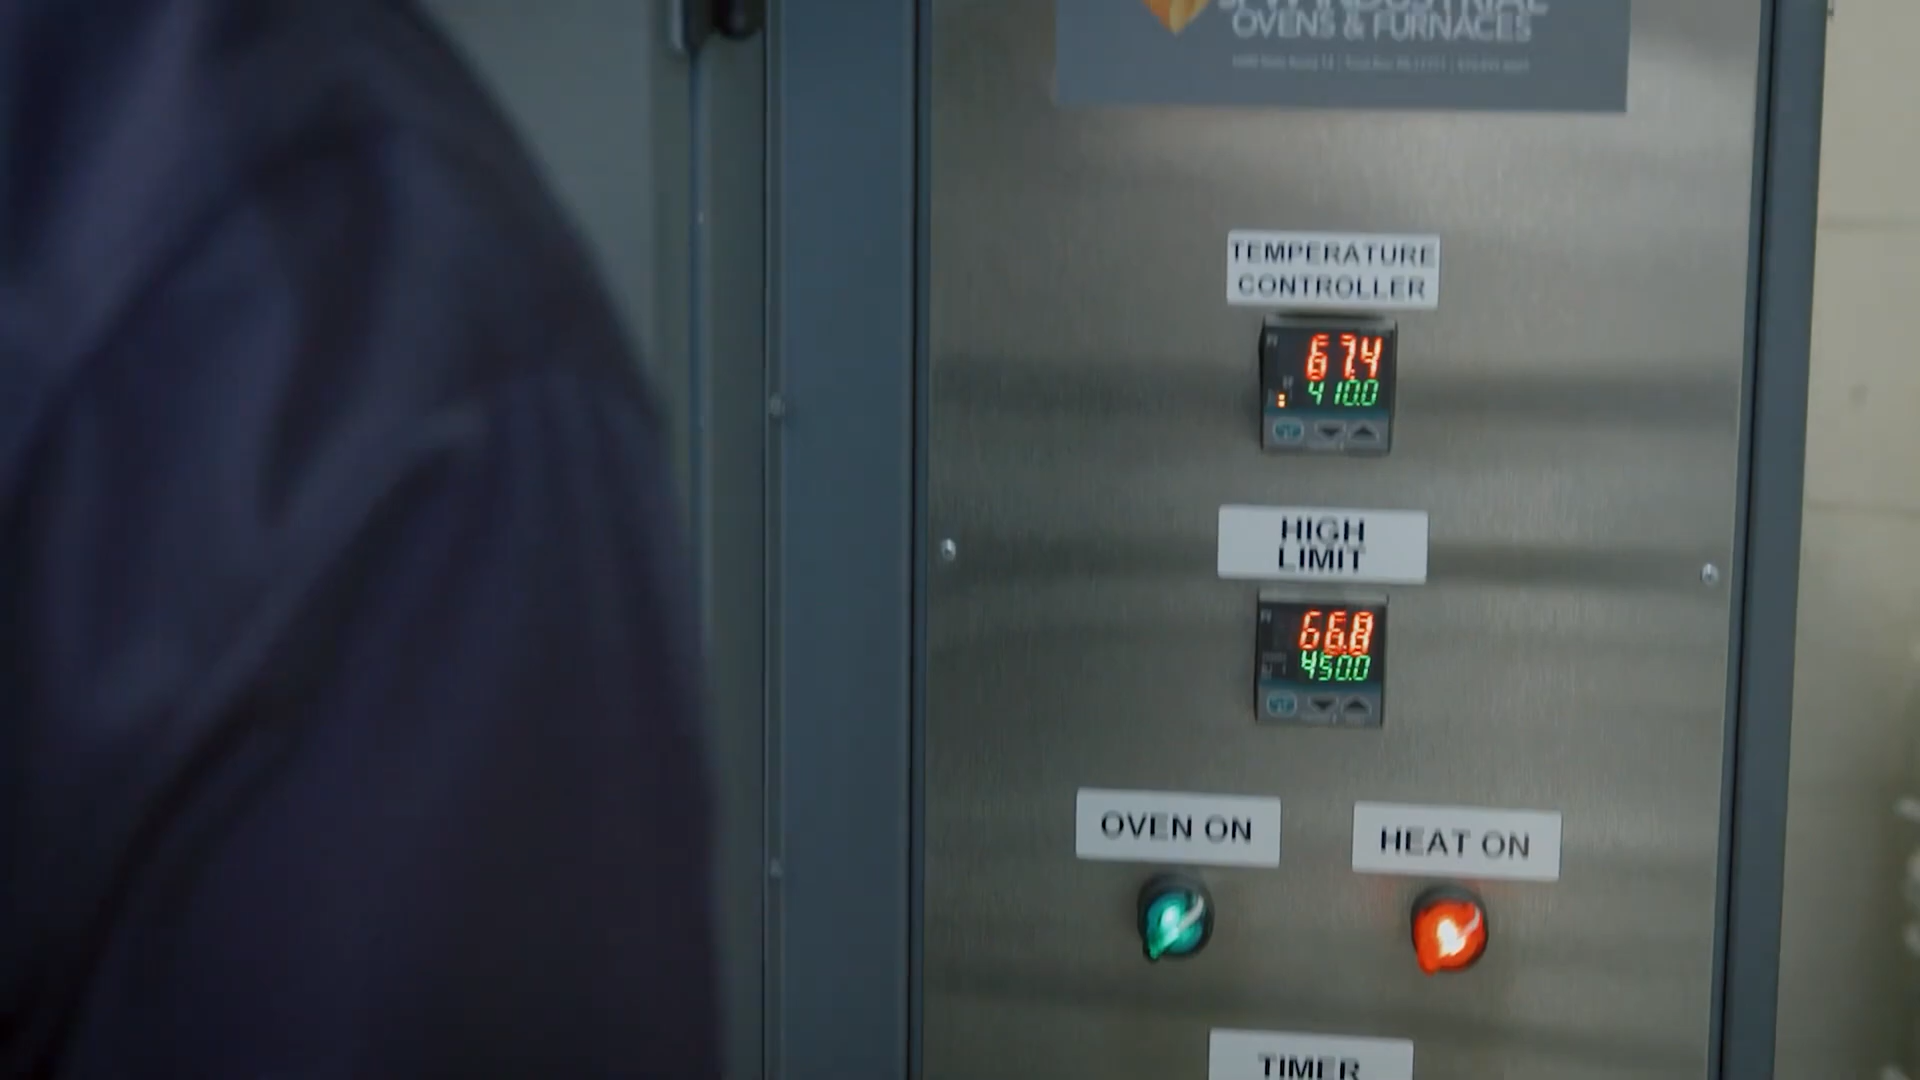 OVENS & FURNACES
TEMPERATURE
CONTROLLER
67.4
410.0
HIGH
LIMIT
66.8
450.0
OVEN ON
HEAT ON
TIMER